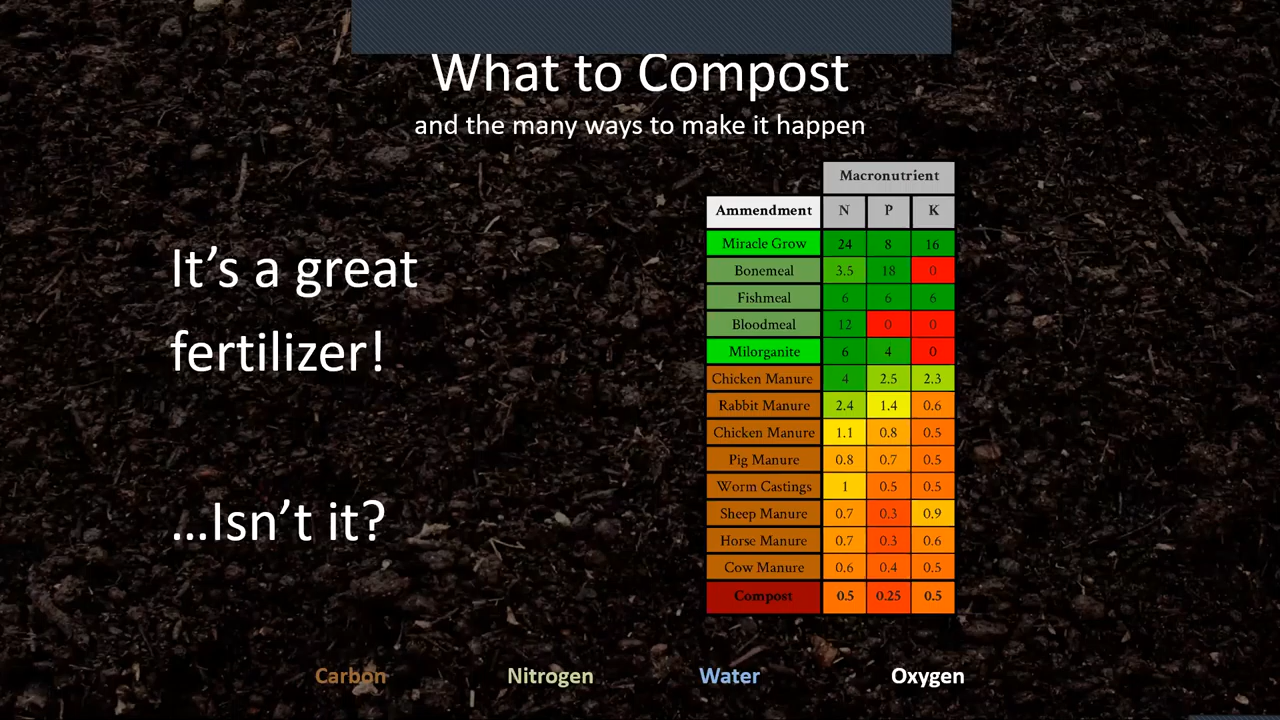 What to Compost
and the many ways to make it happen
Macronutrient
Ammendment N P K
Miracle Grow 24 8 16
Bonemeal 3.5 18 0
Fishmeal 6 6 6
Bloodmeal 12 0 0
Milorganite 6 4 0
Chicken Manure 4 2.5 2.3
Rabbit Manure 2.4 1.4 0.6
Chicken Manure 1.1 0.8 0.5
Pig Manure 0.8 0.7 0.5
Worm Castings 1 0.5 0.5
Sheep Manure 0.7 0.3 0.9
Horse Manure 0.7 0.3 0.6
Cow Manure 0.6 0.4 0.5
Compost 0.5 0.25 0.5
It’s a great
fertilizer!
...Isn’t it?
Carbon Nitrogen Water Oxygen